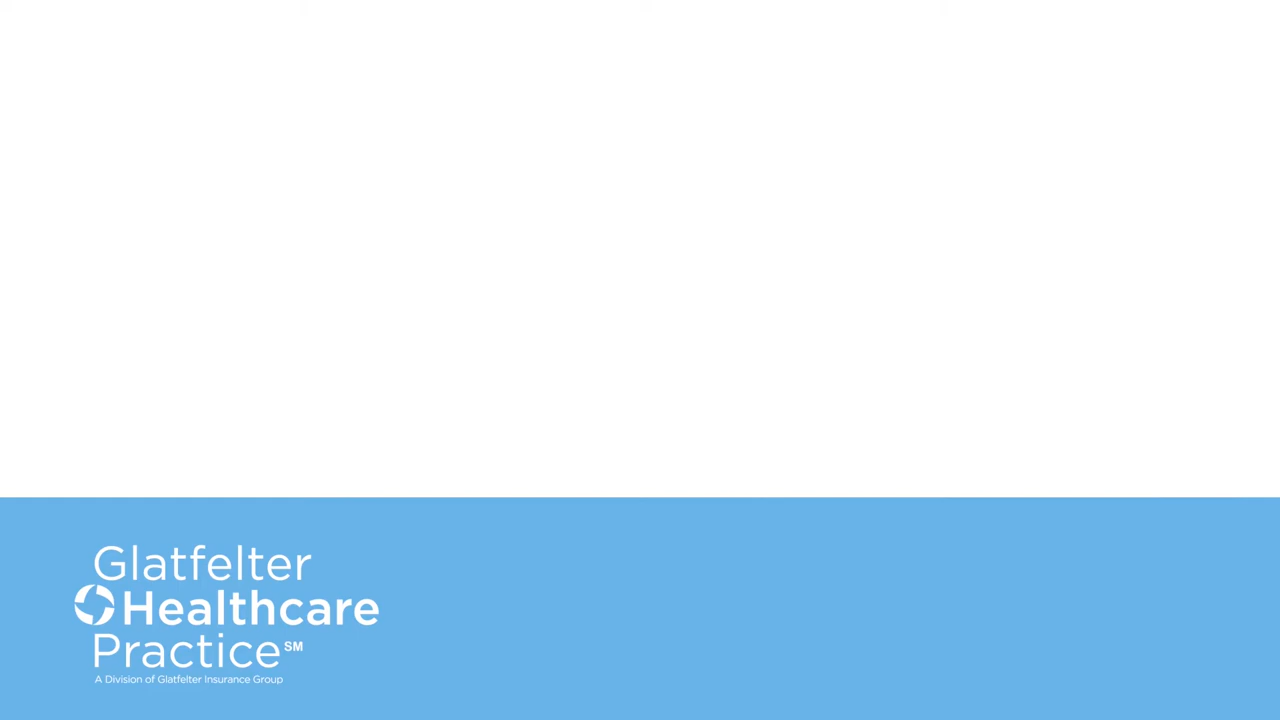 Glatfelter
Healthcare
Practice℠
A Division of Glatfelter Insurance Group